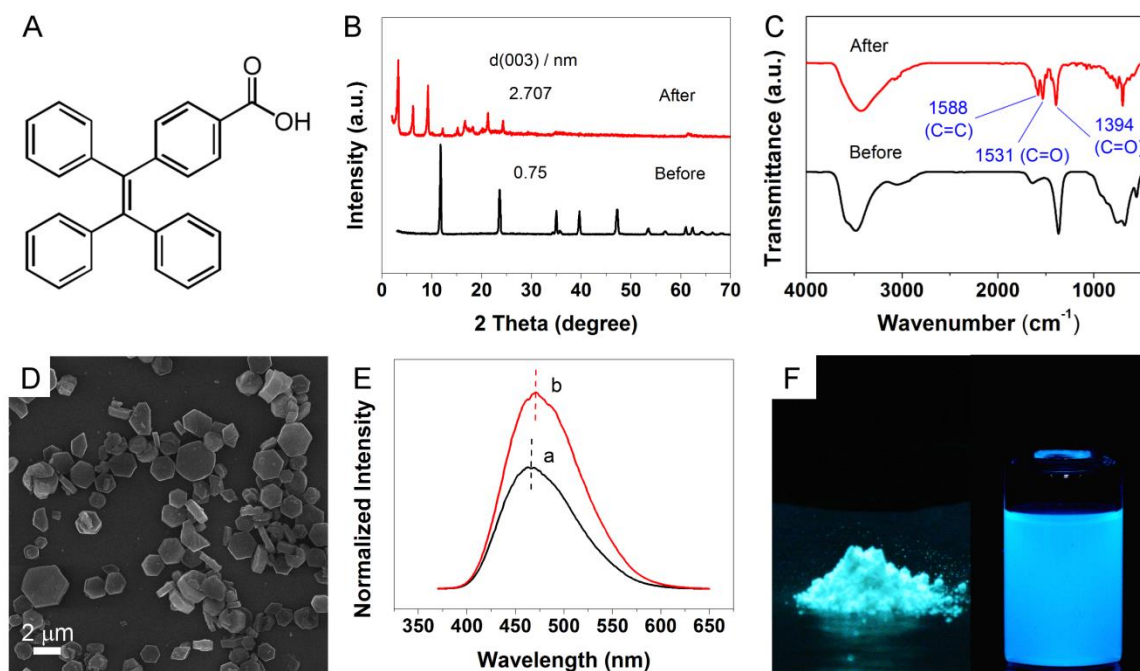 A
O
OH
B
Intensity (a.u.)
d(003) / nm
2.707
After
0.75
Before
0 10 20 30 40 50 60 70
2 Theta (degree)
C
Transmittance (a.u.)
After
1588
(C=C)
1531 (C=O)
1394
(C=O)
Before
4000 3000 2000 1000
Wavenumber (cm⁻¹)
D
2 μm
E
Normalized Intensity
b
a
350 400 450 500 550 600 650
Wavelength (nm)
F